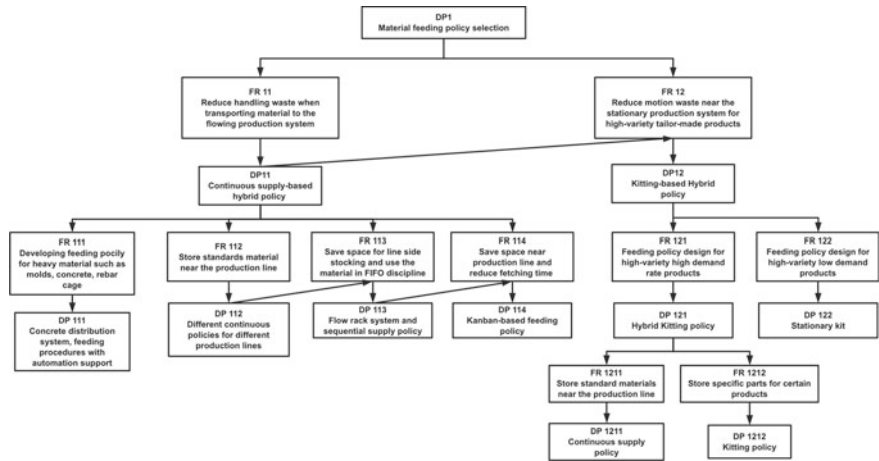 DP1
Material feeding policy selection
FR 11
Reduce handling waste when
transporting material to the
flowing production system
FR 12
Reduce motion waste near the
stationary production system for
high-variety tailor-made products
DP11
Continuous supply-based
hybrid policy
DP12
Kitting-based Hybrid
policy
FR 111
Developing feeding pocily
for heavy material such as
molds, concrete, rebar
cage
FR 112
Store standards material
near the production line
FR 113
Save space for line side
stocking and use the
material in FIFO discipline
FR 114
Save space near
production line and
reduce fetching time
FR 121
Feeding policy design for
high-variety high demand
rate products
FR 122
Feeding policy design for
high-variety low demand
products
DP 111
Concrete distribution
system, feeding
procedures with
automation support
DP 112
Different continuous
policies for different
production lines
DP 113
Flow rack system and
sequential supply policy
DP 114
Kanban-based feeding
policy
DP 121
Hybrid Kitting policy
DP 122
Stationary kit
FR 1211
Store standard materials
near the production line
FR 1212
Store specific parts for certain
products
DP 1211
Continuous supply
policy
DP 1212
Kitting policy